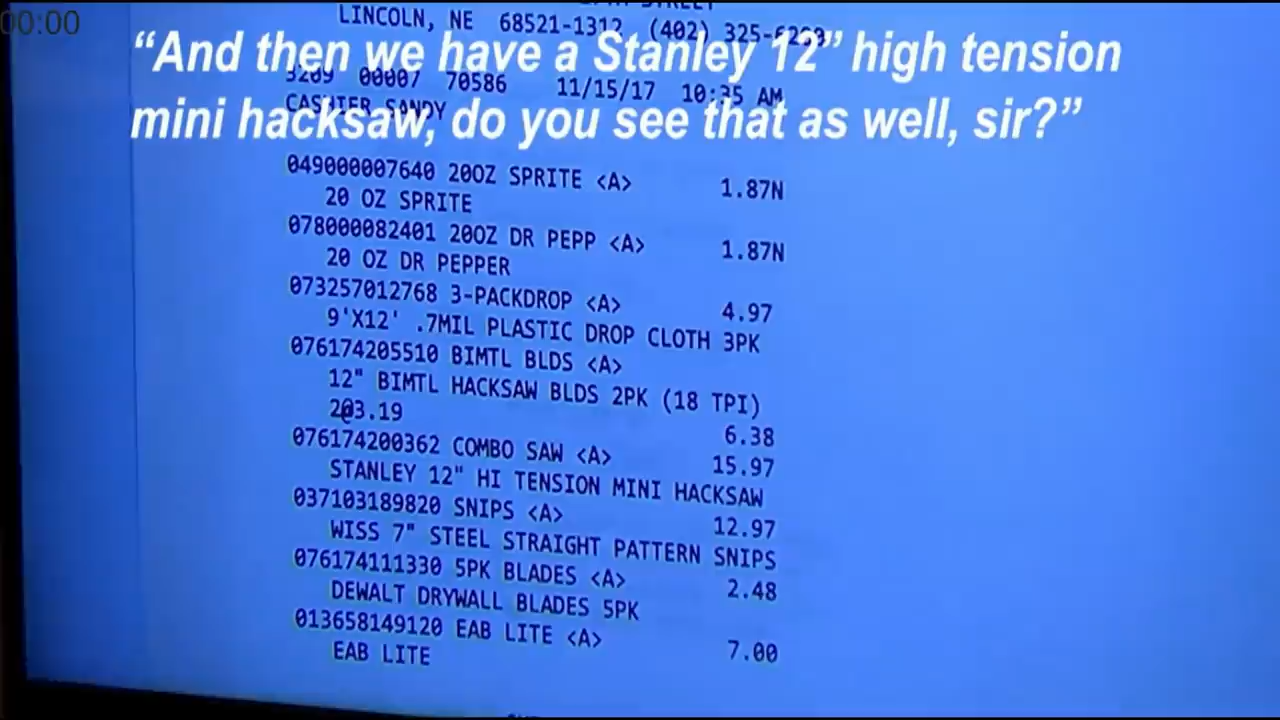 00:00
STREET
LINCOLN, NE 68521-1312 (402) 325-
“And then we have a Stanley 12” high tension
mini hacksaw, do you see that as well, sir?”
3209 00007 70586 11/15/17 10:35 AM
CASHIER SANDY
049000007640 20OZ SPRITE <A> 1.87N
20 OZ SPRITE
078000082401 20OZ DR PEPP <A> 1.87N
20 OZ DR PEPPER
073257012768 3-PACKDROP <A> 4.97
9'X12' .7MIL PLASTIC DROP CLOTH 3PK
076174205510 BIMTL BLDS <A>
12" BIMTL HACKSAW BLDS 2PK (18 TPI)
2@3.19 6.38
076174200362 COMBO SAW <A> 15.97
STANLEY 12" HI TENSION MINI HACKSAW
037103189820 SNIPS <A> 12.97
WISS 7" STEEL STRAIGHT PATTERN SNIPS
076174111330 5PK BLADES <A> 2.48
DEWALT DRYWALL BLADES 5PK
013658149120 EAB LITE <A> 7.00
EAB LITE